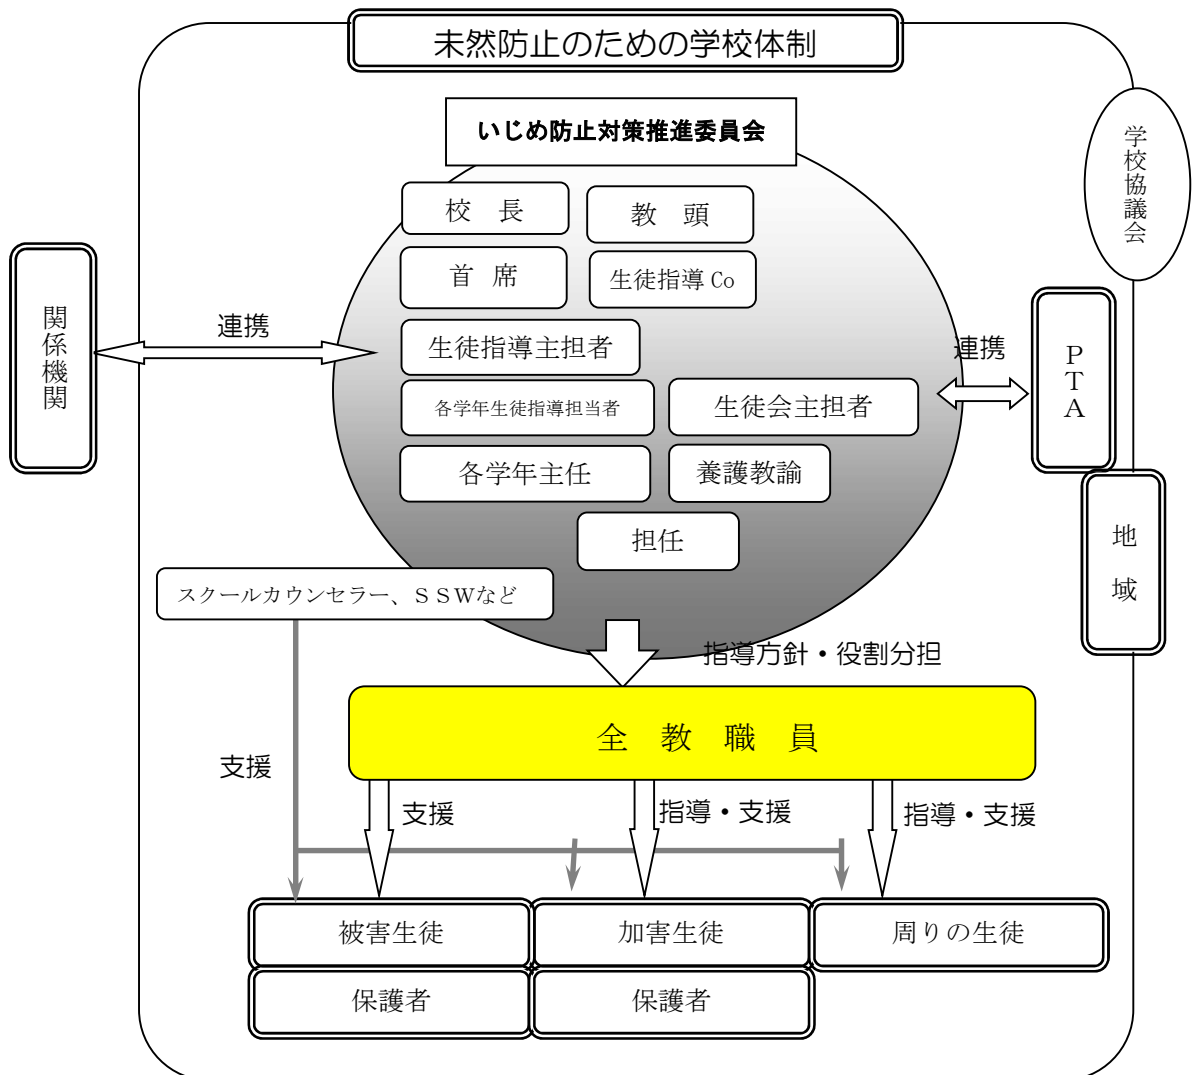 未然防止のための学校体制
いじめ防止対策推進委員会
学校協議会
校　長
教　頭
首　席
生徒指導 Co
関係機関
連携
生徒指導主担者
連携
ＰＴＡ
各学年生徒指導担当者
生徒会主担者
各学年主任
養護教諭
担任
地　域
スクールカウンセラー、ＳＳＷなど
指導方針・役割分担
全　教　職　員
支援
支援
指導・支援
指導・支援
被害生徒
加害生徒
周りの生徒
保護者
保護者